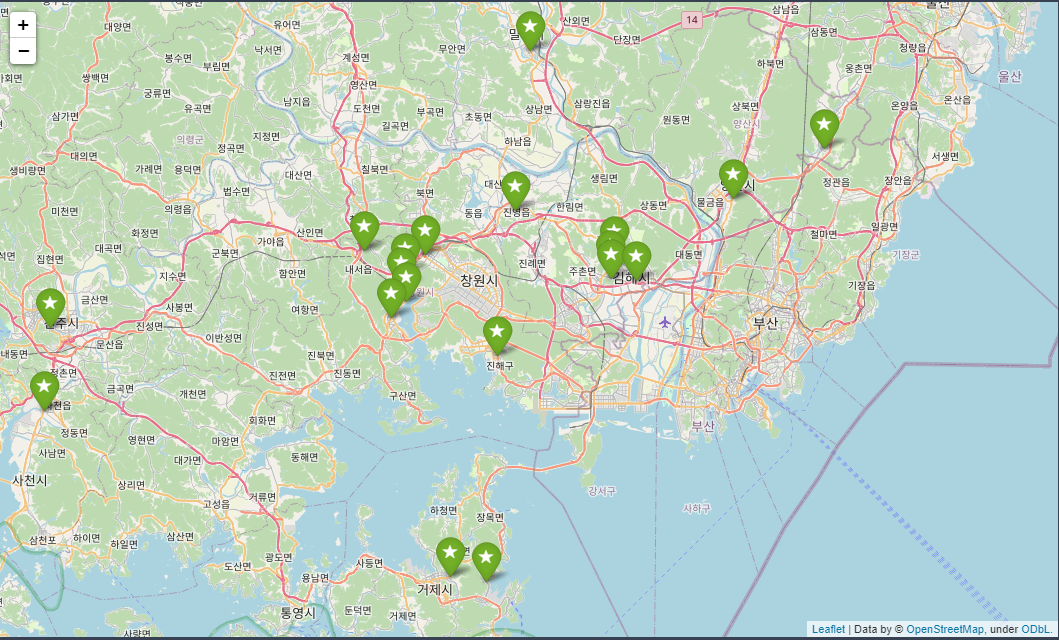 +
−
대양면
유어면
산외면
14
삼남읍
울산
낙서면
계성면
무안면
단장면
삼동면
청량읍
봉수면
부림면
하북면
웅촌면
울산
쌍백면
영산면
궁류면
남지읍
도천면
부곡면
상남면
삼랑진읍
상북면
온양읍
온산읍
삼가면
유곡면
길곡면
초동면
원동면
양산시
의령군
지정면
정곡면
하남읍
대의면
서생면
생비량면
가례면
용덕면
대산면
칠북면
생림면
북면
정관읍
장안읍
법수면
미천면
의령읍
동읍
진영읍
한림면
상동면
물금읍
일광면
철마면
화정면
가야읍
산인면
대곡면
군북면
집현면
지수면
함안면
내서읍
진례면
주촌면
김해시
대동면
기장군
기장읍
창원시
금산면
사봉면
여항면
진성면
이반성면
부산
내동면
문산읍
진북면
정촌면
진해구
진전면
진동면
금곡면
개천면
구산면
회화면
정동면
영현면
마암면
부산
사남면
대가면
동해면
사천시
상리면
거류면
강서구
고성읍
하청면
장목면
사하구
삼천포
하이면
하일면
삼산면
광도면
도산면
용남면
사등면
거제시
통영시
둔덕면
거제면
사량면
Leaflet | Data by © OpenStreetMap, under ODbL.